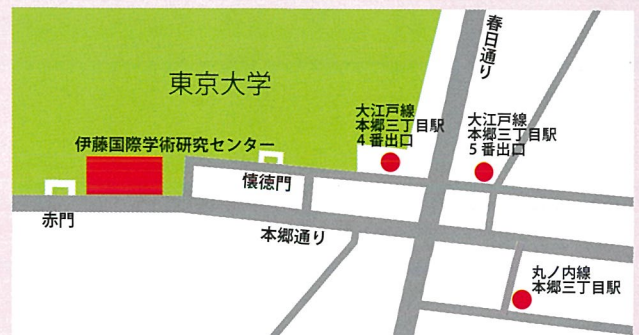 東京大学
春日通り
大江戸線
本郷三丁目駅
4番出口
大江戸線
本郷三丁目駅
5番出口
伊藤国際学術研究センター
懐徳門
赤門
本郷通り
丸ノ内線
本郷三丁目駅